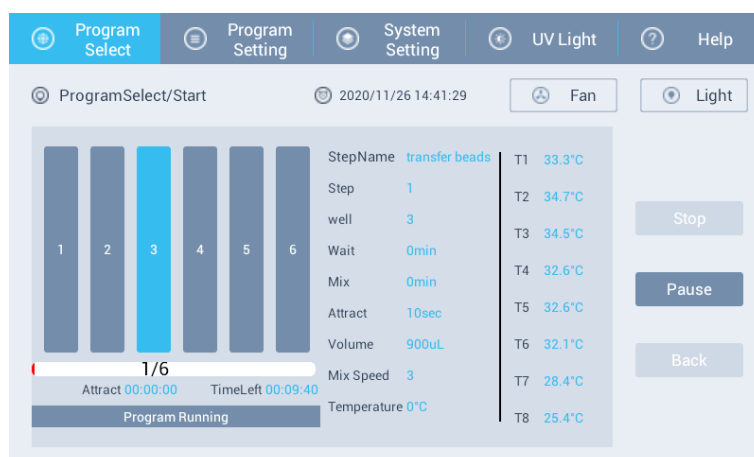 Program Select
Program Setting
System Setting
UV Light
Help
ProgramSelect/Start
2020/11/26 14:41:29
Fan
Light
1 2 3 4 5 6
StepName transfer beads
Step 1
well 3
Wait 0min
Mix 0min
Attract 10sec
Volume 900uL
Mix Speed 3
Temperature 0°C
T1 33.3°C
T2 34.7°C
T3 34.5°C
T4 32.6°C
T5 32.6°C
T6 32.1°C
T7 28.4°C
T8 25.4°C
1/6
Attract 00:00:00 TimeLeft 00:09:40
Program Running
Stop
Pause
Back